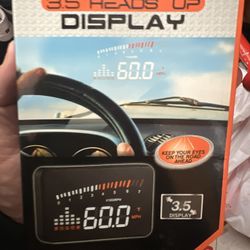 3.5 HEADS UP
DISPLAY
60.0
MPH
KEEP YOUR EYES
ON THE ROAD
AHEAD
60.0
MPH
3.5"
DISPLAY